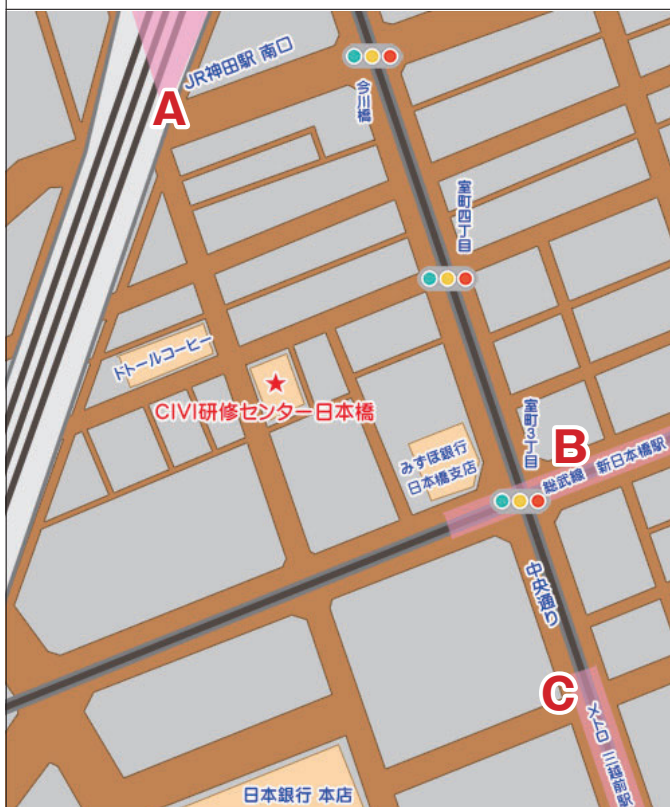 JR神田駅 南口
A
今川橋
室町四丁目
ドトールコーヒー
CIVI研修センター日本橋
みずほ銀行
日本橋支店
室町3丁目
B
総武線 新日本橋駅
中央通り
C
メトロ 三越前駅
日本銀行 本店